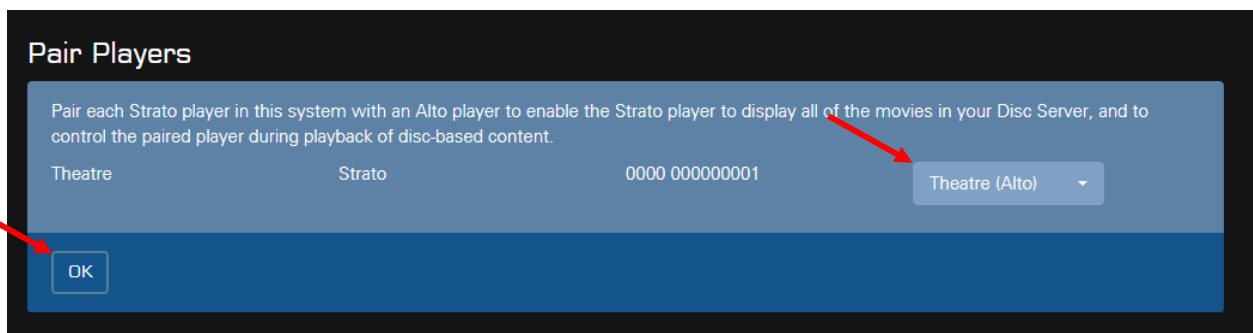 Pair Players
Pair each Strato player in this system with an Alto player to enable the Strato player to display all of the movies in your Disc Server, and to
control the paired player during playback of disc-based content.
Theatre Strato 0000 000000001 Theatre (Alto)
OK